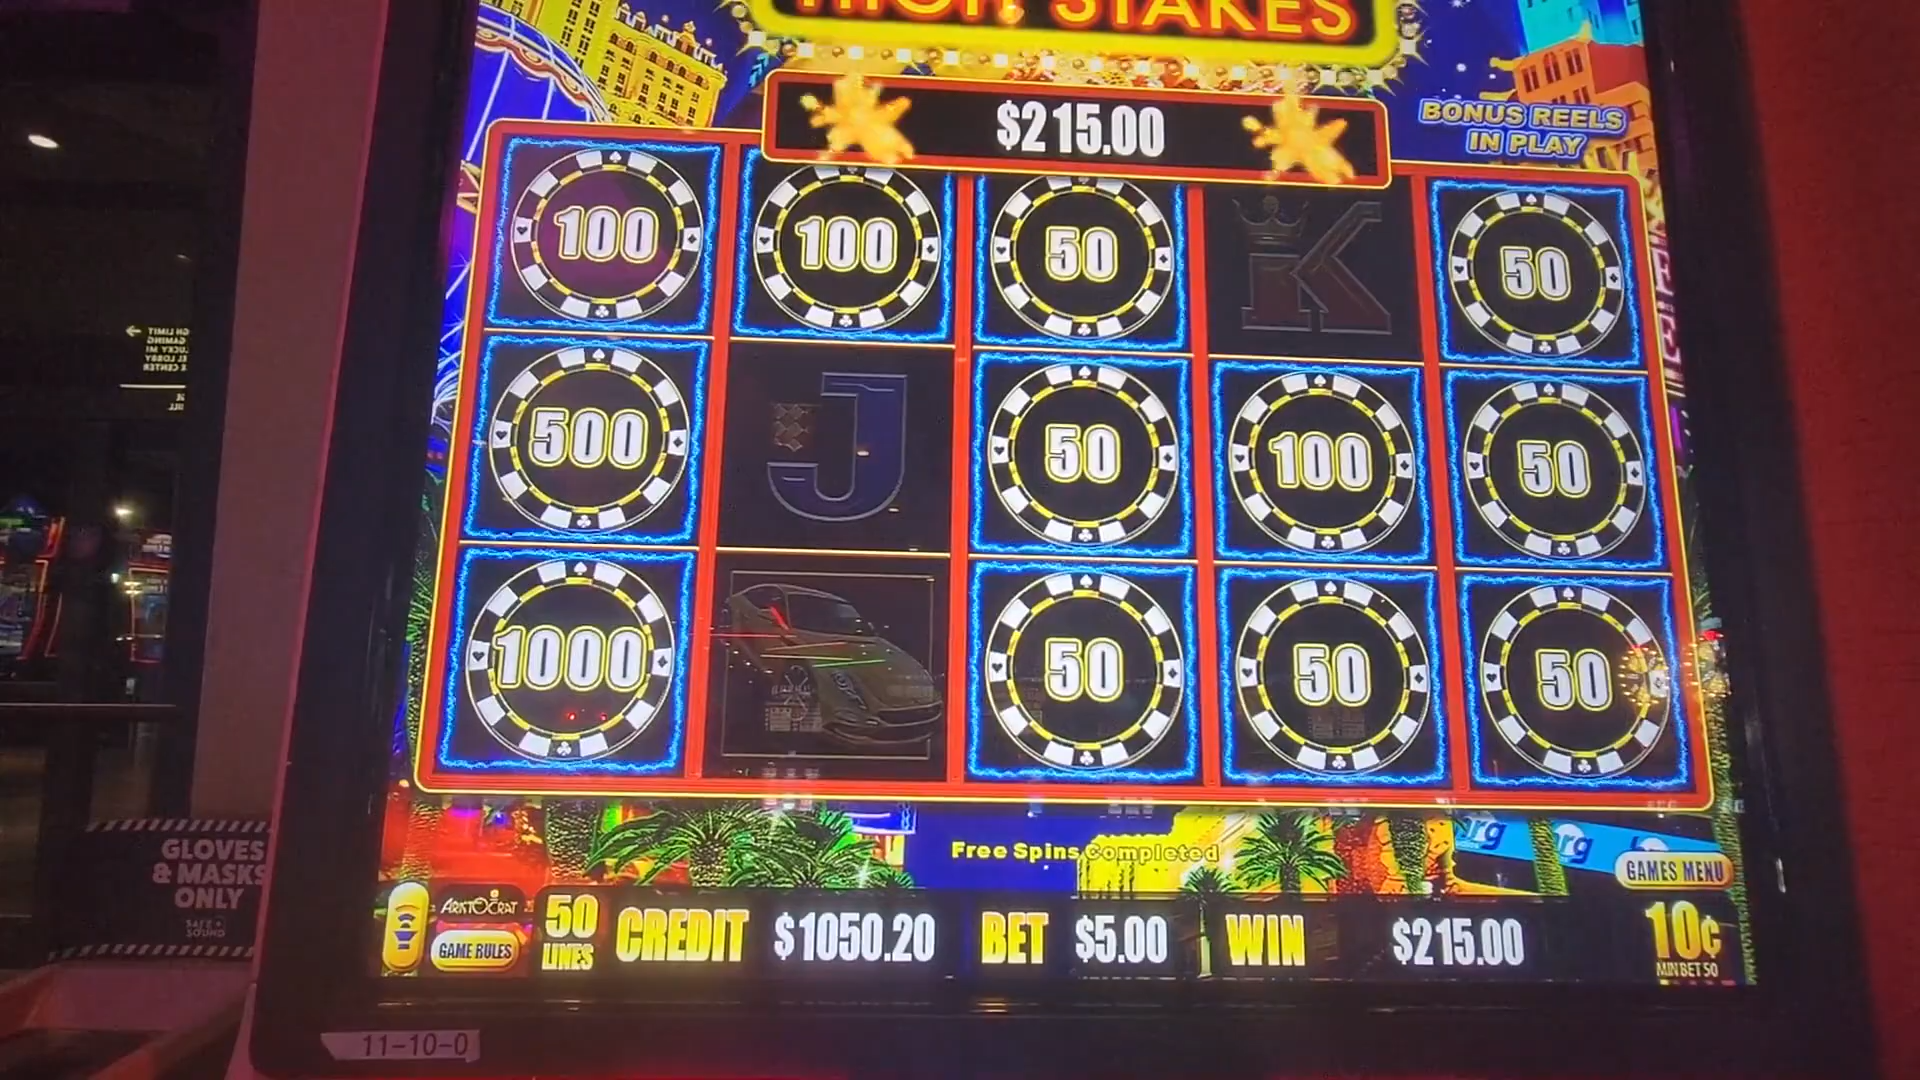 HIGH STAKES
$215.00
BONUS REELS
IN PLAY
100
100
50
K
50
500
J
50
100
50
1000
50
50
50
Free Spins Completed
GAMES MENU
ARISTOCRAT
GAME RULES
50
LINES
CREDIT
$1050.20
BET
$5.00
WIN
$215.00
10¢
MIN BET 50
GLOVES
& MASKS
ONLY
SAFE +
SOUND
11-10-0